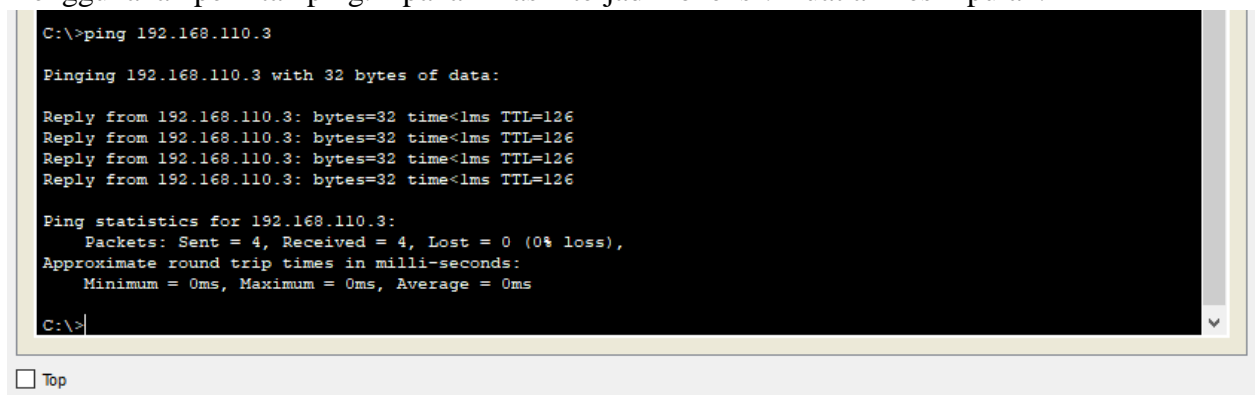 C:\>ping 192.168.110.3
Pinging 192.168.110.3 with 32 bytes of data:
Reply from 192.168.110.3: bytes=32 time<1ms TTL=126
Reply from 192.168.110.3: bytes=32 time<1ms TTL=126
Reply from 192.168.110.3: bytes=32 time<1ms TTL=126
Reply from 192.168.110.3: bytes=32 time<1ms TTL=126
Ping statistics for 192.168.110.3:
Packets: Sent = 4, Received = 4, Lost = 0 (0% loss),
Approximate round trip times in milli-seconds:
Minimum = 0ms, Maximum = 0ms, Average = 0ms
C:\>
Top